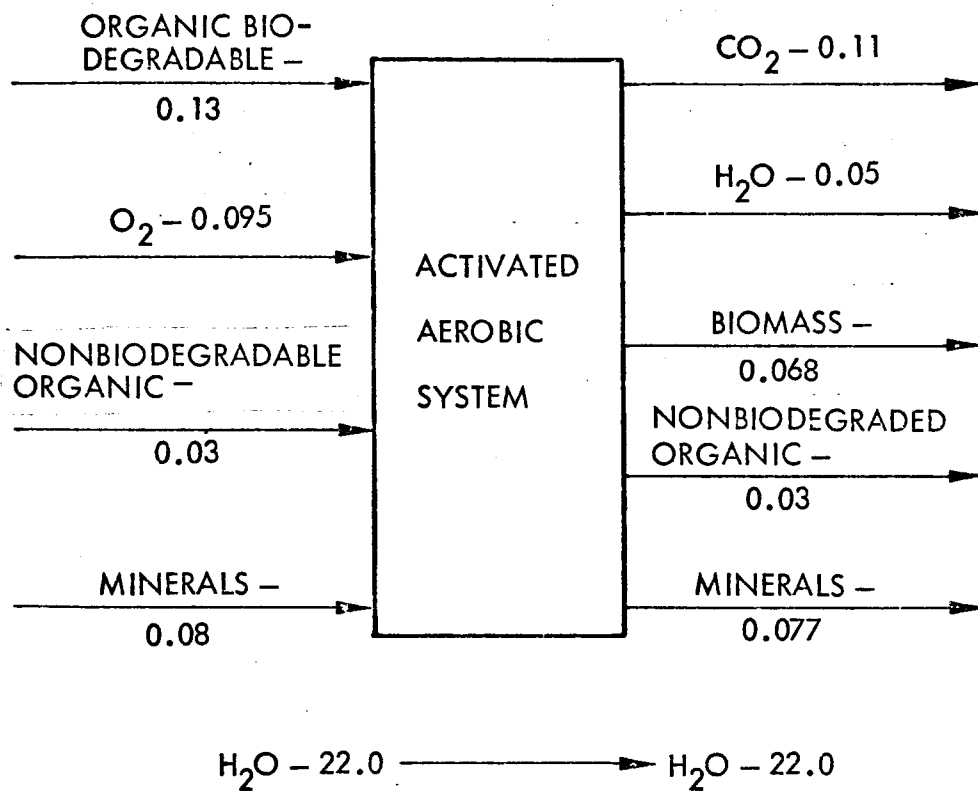 ORGANIC BIO-
DEGRADABLE –
0.13
O₂ – 0.095
NONBIODEGRADABLE
ORGANIC –
0.03
MINERALS –
0.08
ACTIVATED
AEROBIC
SYSTEM
CO₂ – 0.11
H₂O – 0.05
BIOMASS –
0.068
NONBIODEGRADED
ORGANIC –
0.03
MINERALS –
0.077
H₂O – 22.0
H₂O – 22.0